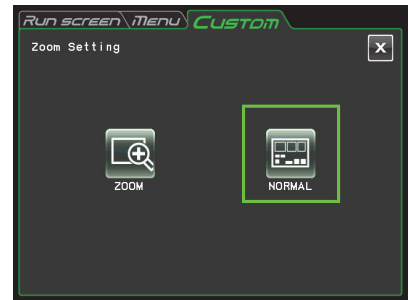 Run screen Menu Custom
Zoom Setting
X
ZOOM NORMAL